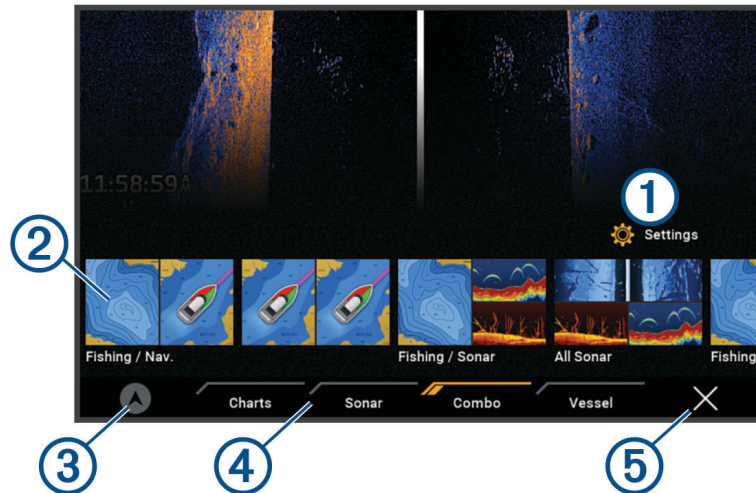 11:58:59A
1
Settings
2
Fishing / Nav.
Fishing / Sonar
All Sonar
Fishing
Charts
Sonar
Combo
Vessel
3
4
5